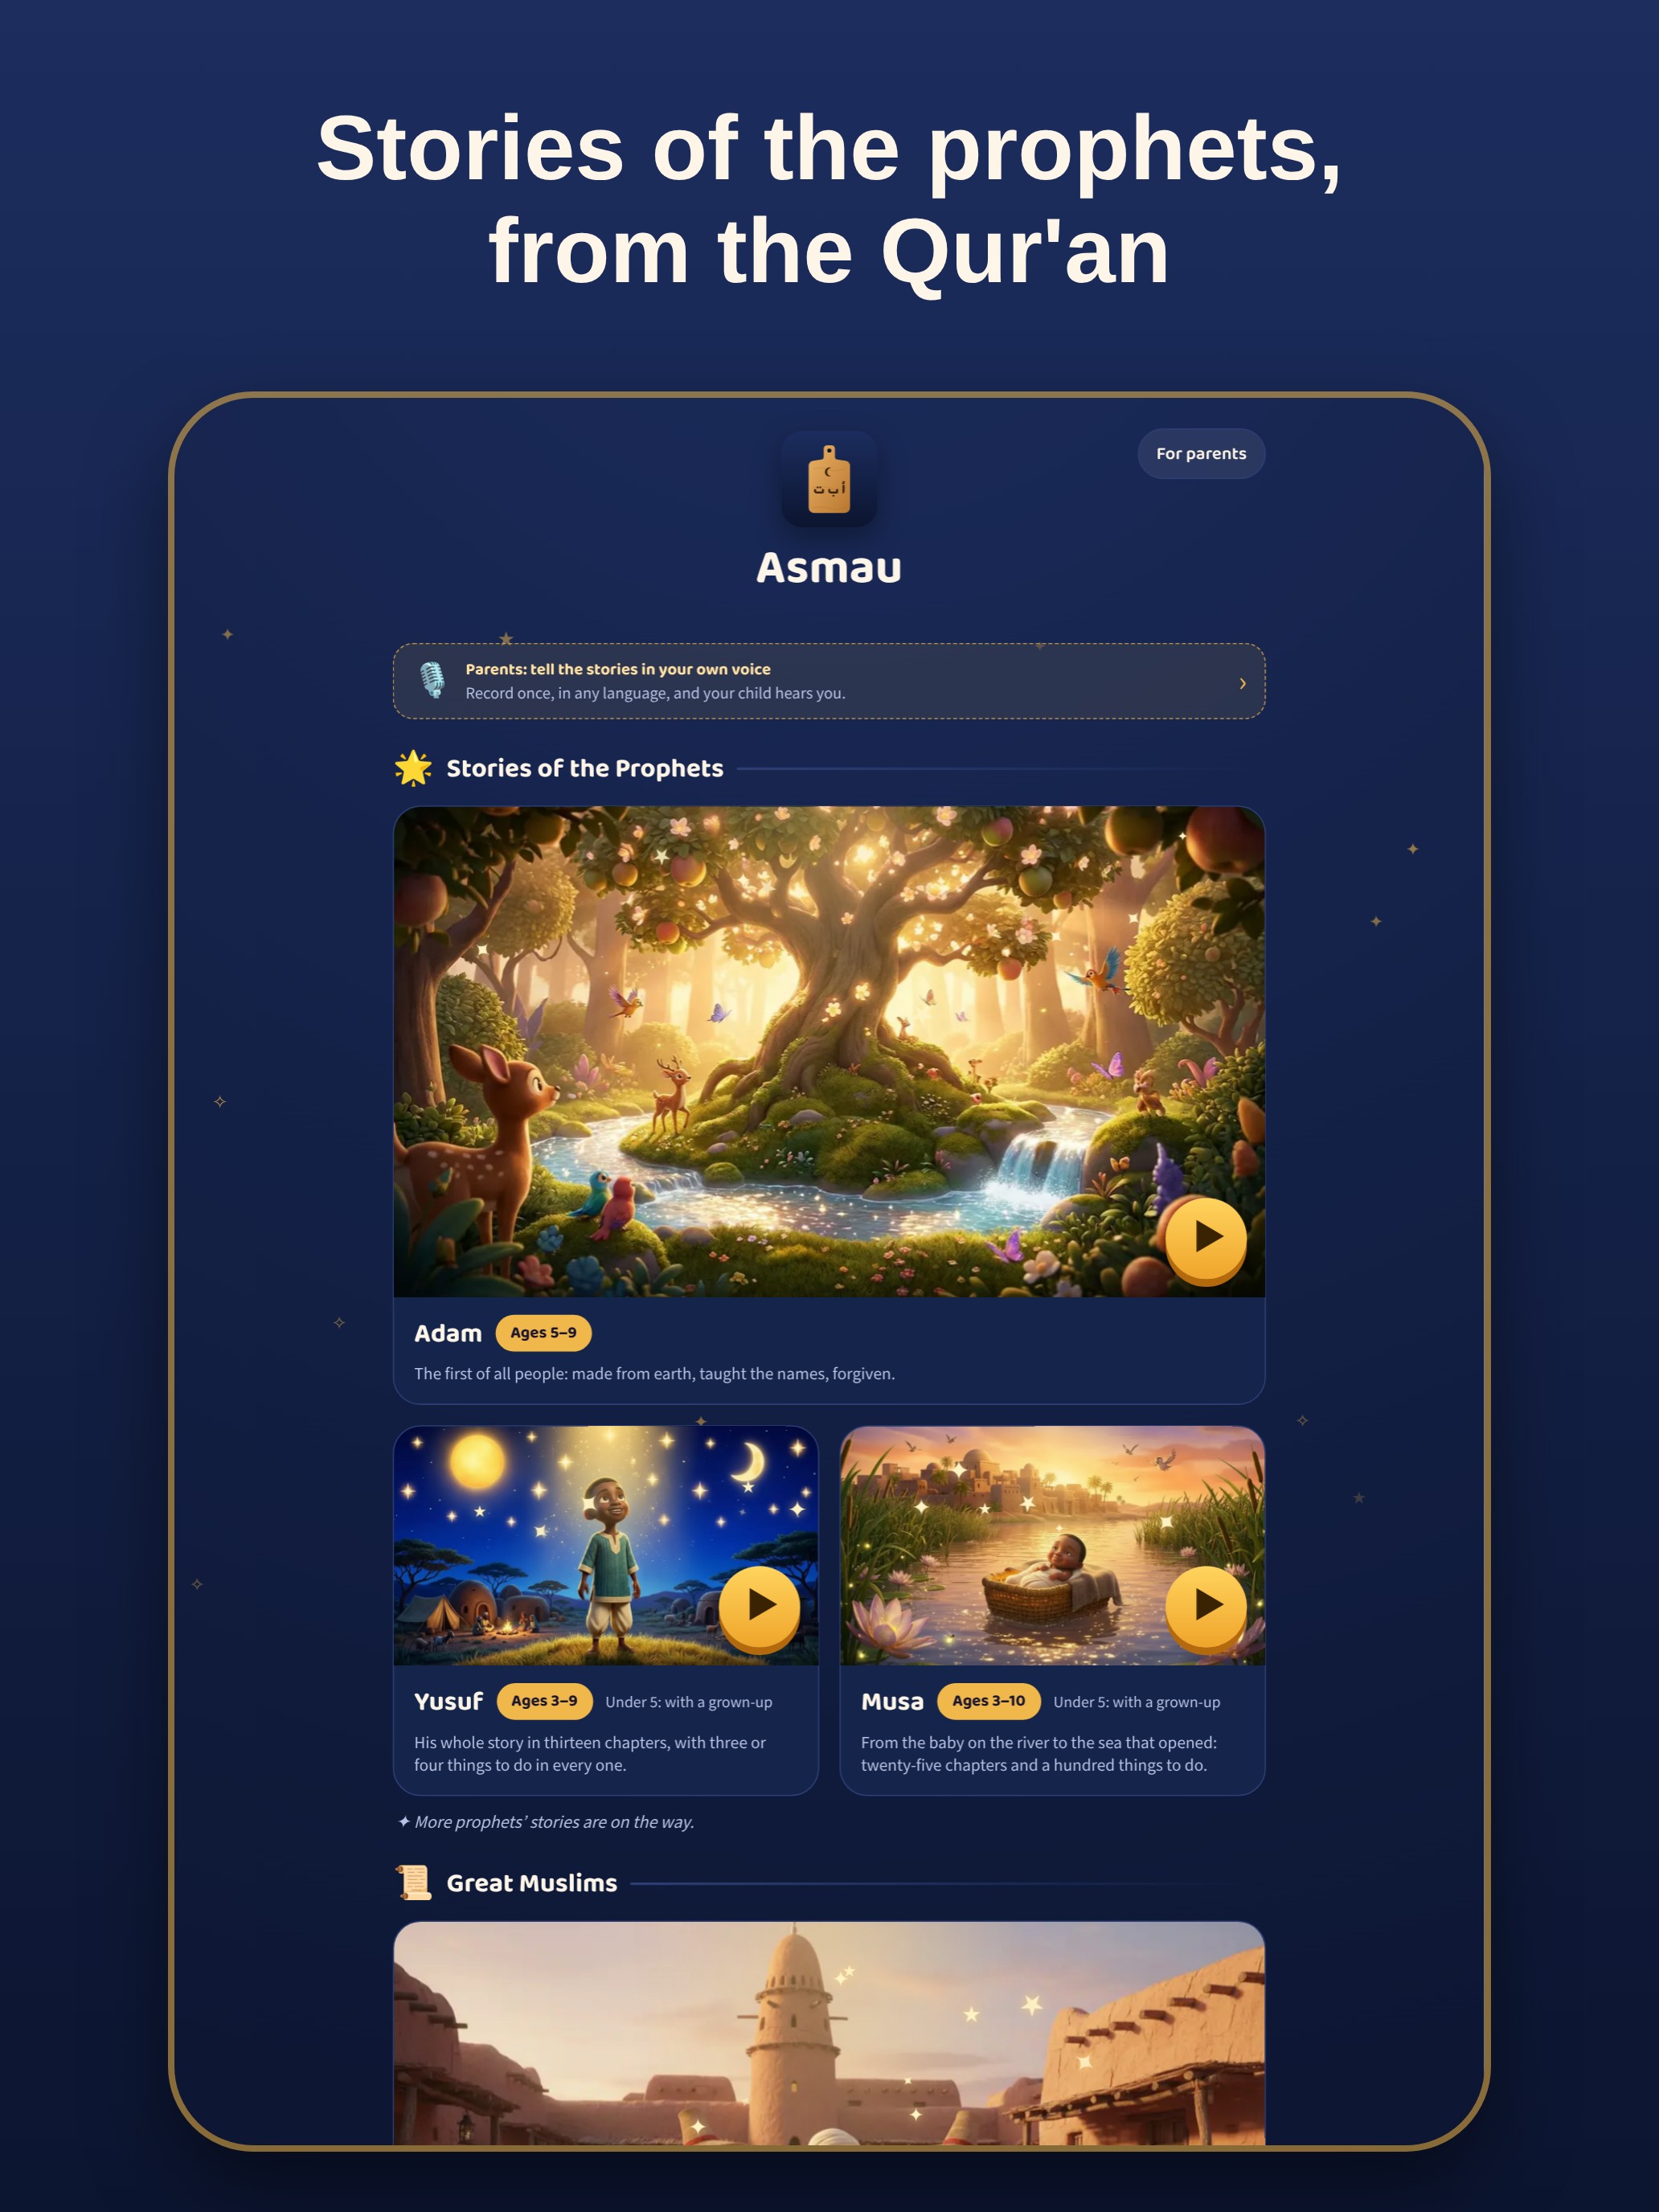 Stories of the prophets,
from the Qur'an
For parents
أ ب ت
Asmau
Parents: tell the stories in your own voice
Record once, in any language, and your child hears you.
Stories of the Prophets
Adam Ages 5–9
The first of all people: made from earth, taught the names, forgiven.
Yusuf Ages 3–9 Under 5: with a grown-up
His whole story in thirteen chapters, with three or
four things to do in every one.
Musa Ages 3–10 Under 5: with a grown-up
From the baby on the river to the sea that opened:
twenty-five chapters and a hundred things to do.
✦ More prophets’ stories are on the way.
Great Muslims